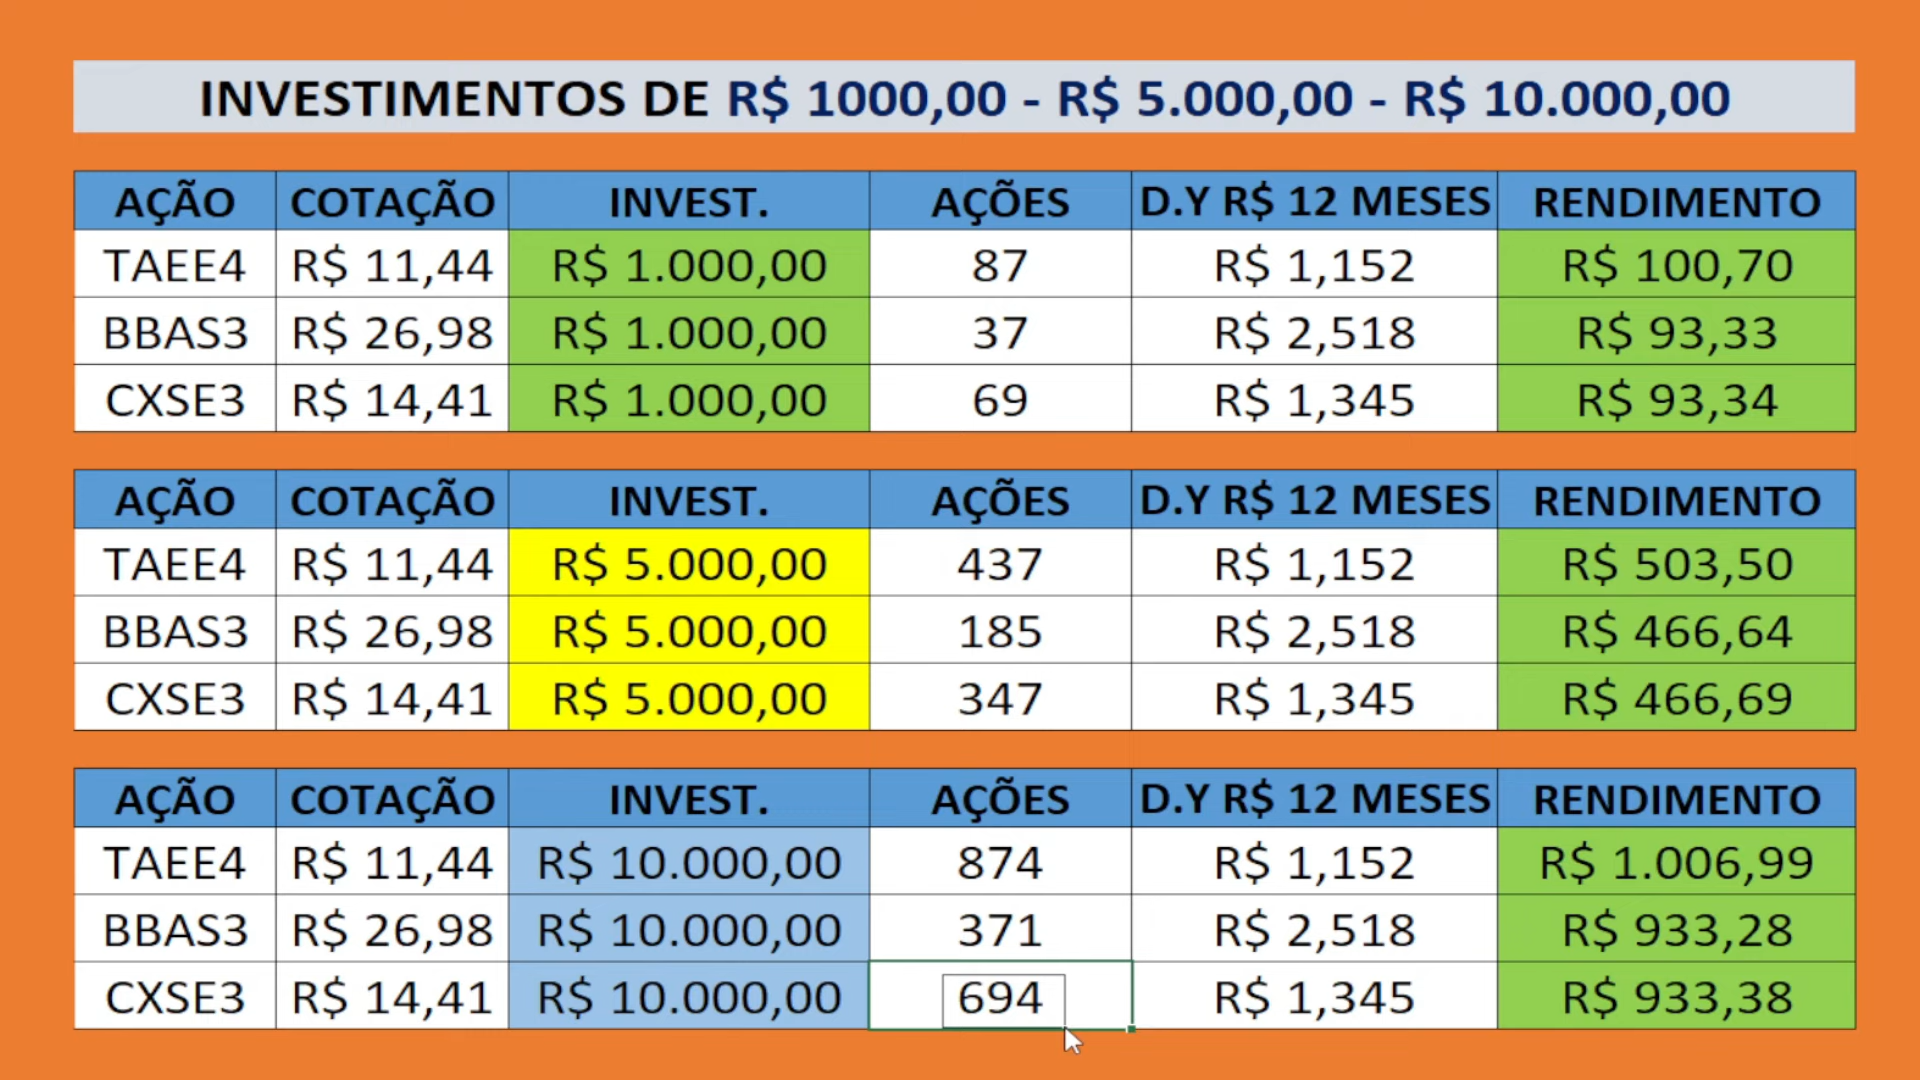 INVESTIMENTOS DE R$ 1000,00 - R$ 5.000,00 - R$ 10.000,00
AÇÃO COTAÇÃO INVEST. AÇÕES D.Y R$ 12 MESES RENDIMENTO
TAEE4 R$ 11,44 R$ 1.000,00 87 R$ 1,152 R$ 100,70
BBAS3 R$ 26,98 R$ 1.000,00 37 R$ 2,518 R$ 93,33
CXSE3 R$ 14,41 R$ 1.000,00 69 R$ 1,345 R$ 93,34
AÇÃO COTAÇÃO INVEST. AÇÕES D.Y R$ 12 MESES RENDIMENTO
TAEE4 R$ 11,44 R$ 5.000,00 437 R$ 1,152 R$ 503,50
BBAS3 R$ 26,98 R$ 5.000,00 185 R$ 2,518 R$ 466,64
CXSE3 R$ 14,41 R$ 5.000,00 347 R$ 1,345 R$ 466,69
AÇÃO COTAÇÃO INVEST. AÇÕES D.Y R$ 12 MESES RENDIMENTO
TAEE4 R$ 11,44 R$ 10.000,00 874 R$ 1,152 R$ 1.006,99
BBAS3 R$ 26,98 R$ 10.000,00 371 R$ 2,518 R$ 933,28
CXSE3 R$ 14,41 R$ 10.000,00 694 R$ 1,345 R$ 933,38